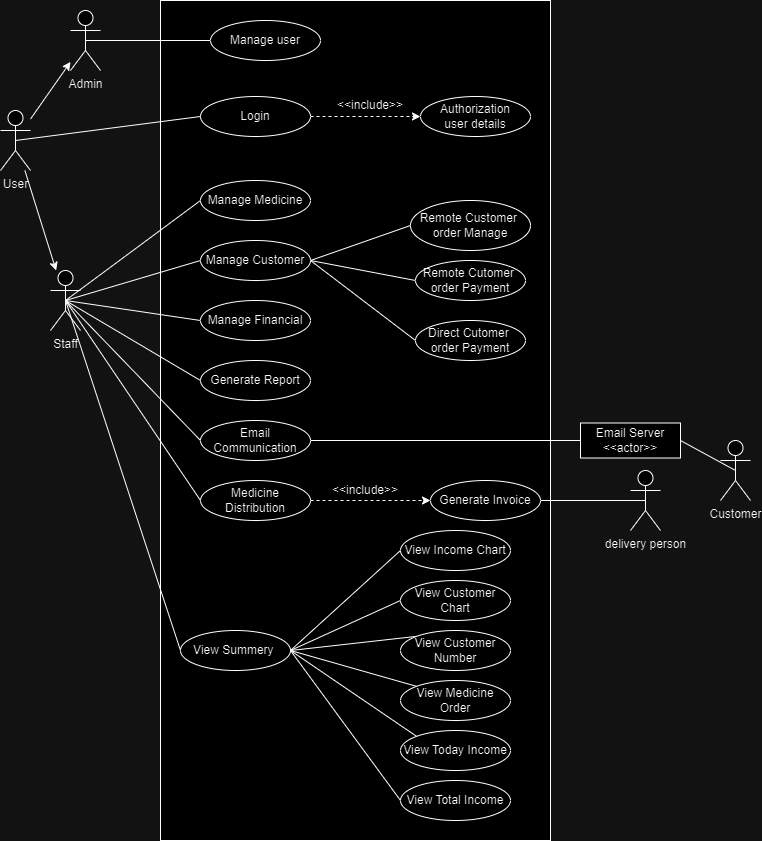 Manage user
Admin
<<include>>
Login
Authorization
user details
User
Manage Medicine
Remote Customer
order Manage
Manage Customer
Remote Cutomer
order Payment
Manage Financial
Direct Cutomer
order Payment
Staff
Generate Report
Email
Communication
Email Server
<<actor>>
Medicine
Distribution
<<include>>
Generate Invoice
Customer
delivery person
View Income Chart
View Customer
Chart
View Summery
View Customer
Number
View Medicine
Order
View Today Income
View Total Income